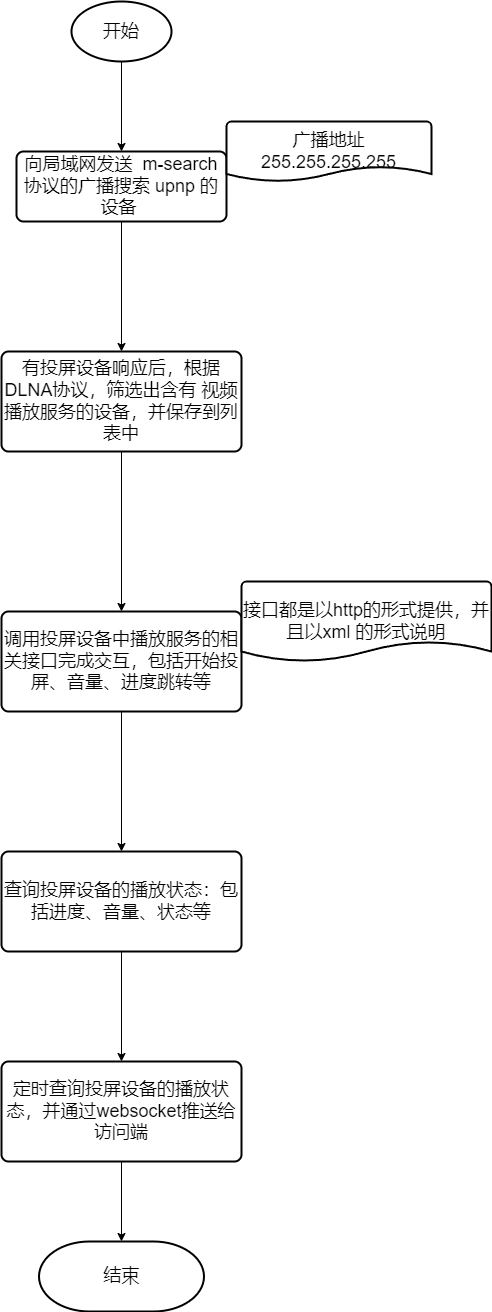 开始
广播地址
255.255.255.255
向局域网发送  m-search
协议的广播搜索 upnp 的
设备
有投屏设备响应后，根据
DLNA协议，筛选出含有 视频
播放服务的设备，并保存到列
表中
接口都是以http的形式提供，并
且以xml 的形式说明
调用投屏设备中播放服务的相
关接口完成交互，包括开始投
屏、音量、进度跳转等
查询投屏设备的播放状态：包
括进度、音量、状态等
定时查询投屏设备的播放状
态，并通过websocket推送给
访问端
结束